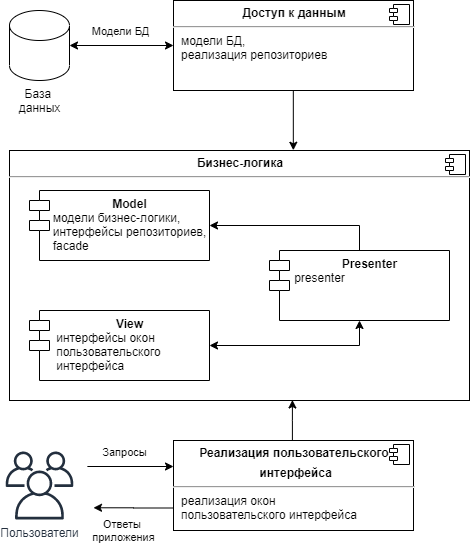 Доступ к данным
Модели БД
модели БД,
реализация репозиториев
База
данных
Бизнес-логика
Model
модели бизнес-логики,
интерфейсы репозиториев,
facade
Presenter
presenter
View
интерфейсы окон
пользовательского
интерфейса
Запросы
Реализация пользовательского
интерфейса
реализация окон
пользовательского интерфейса
Ответы
приложения
Пользователи